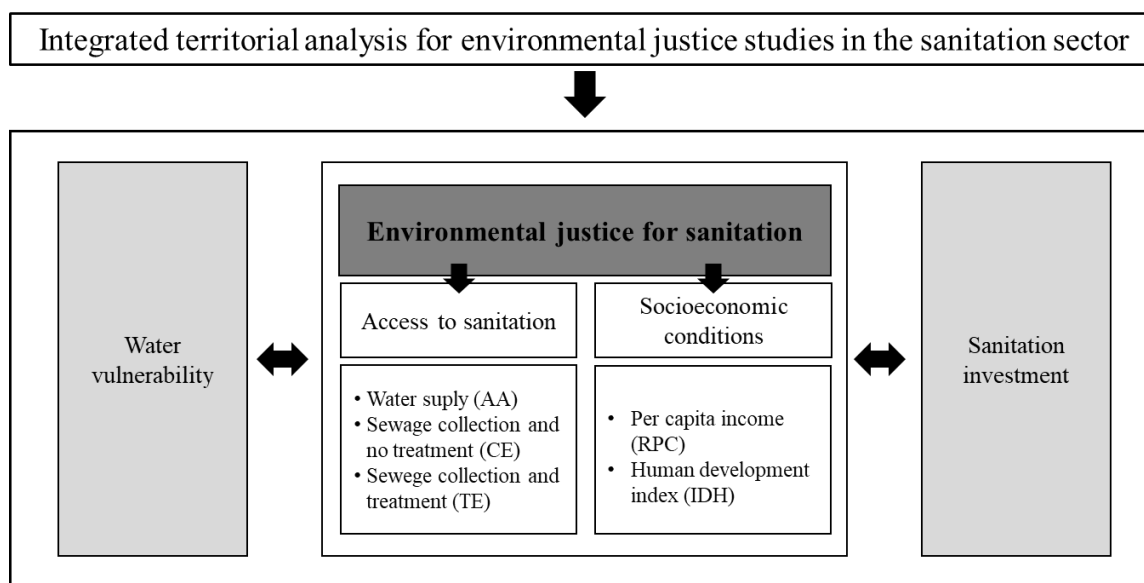 Integrated territorial analysis for environmental justice studies in the sanitation sector
Water
vulnerability
Environmental justice for sanitation
Access to sanitation
• Water suply (AA)
• Sewage collection and
no treatment (CE)
• Sewege collection and
treatment (TE)
Socioeconomic
conditions
• Per capita income
(RPC)
• Human development
index (IDH)
Sanitation
investment